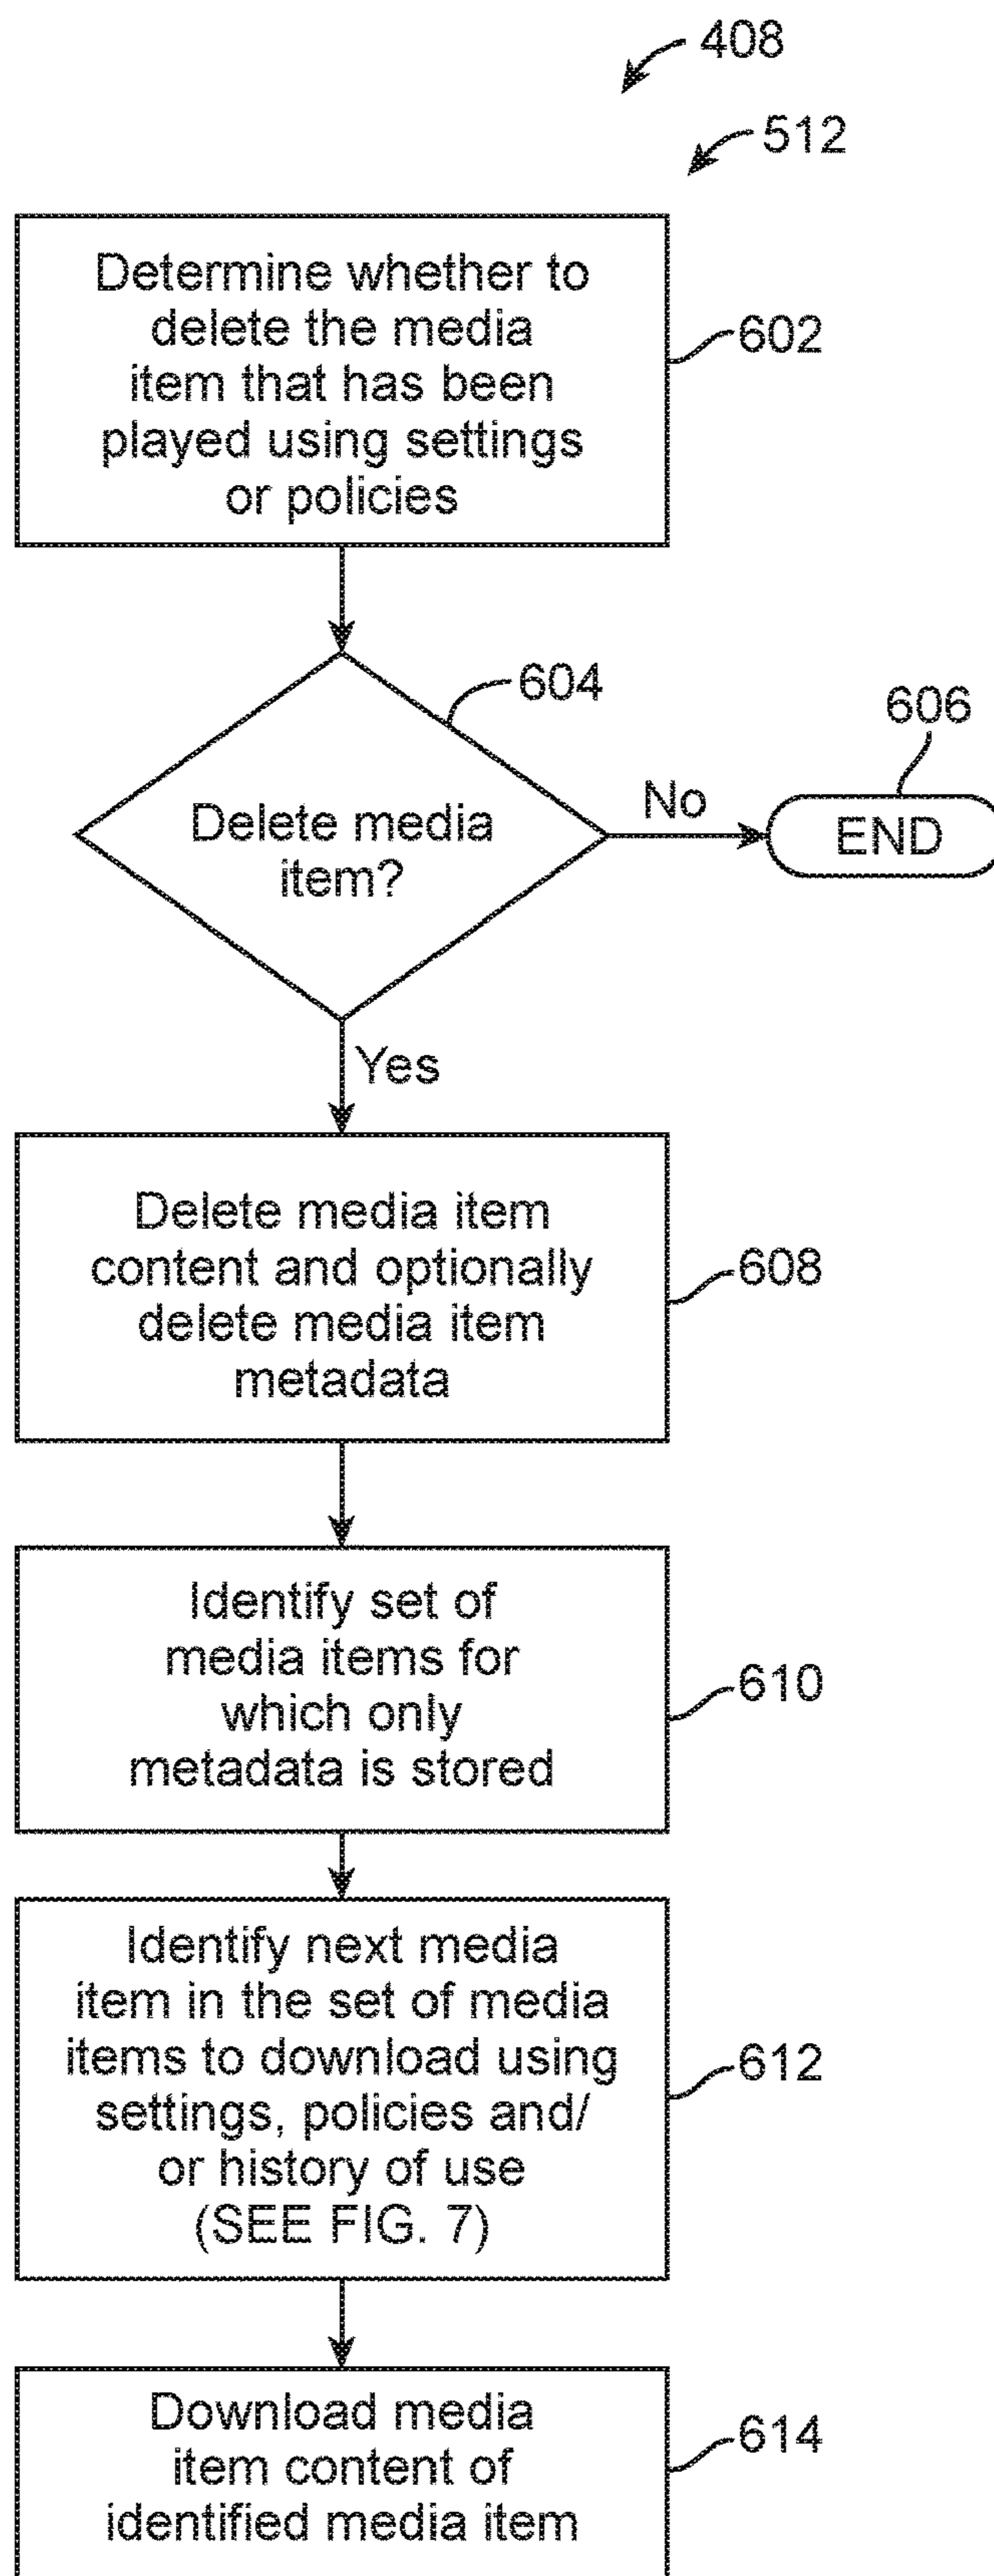 408
512
Determine whether to
delete the media
item that has been
played using settings
or policies
602
604
606
Delete media
item?
No
END
Yes
Delete media item
content and optionally
delete media item
metadata
608
Identify set of
media items for
which only
metadata is stored
610
Identify next media
item in the set of media
items to download using
settings, policies and/
or history of use
(SEE FIG. 7)
612
Download media
item content of
identified media item
614